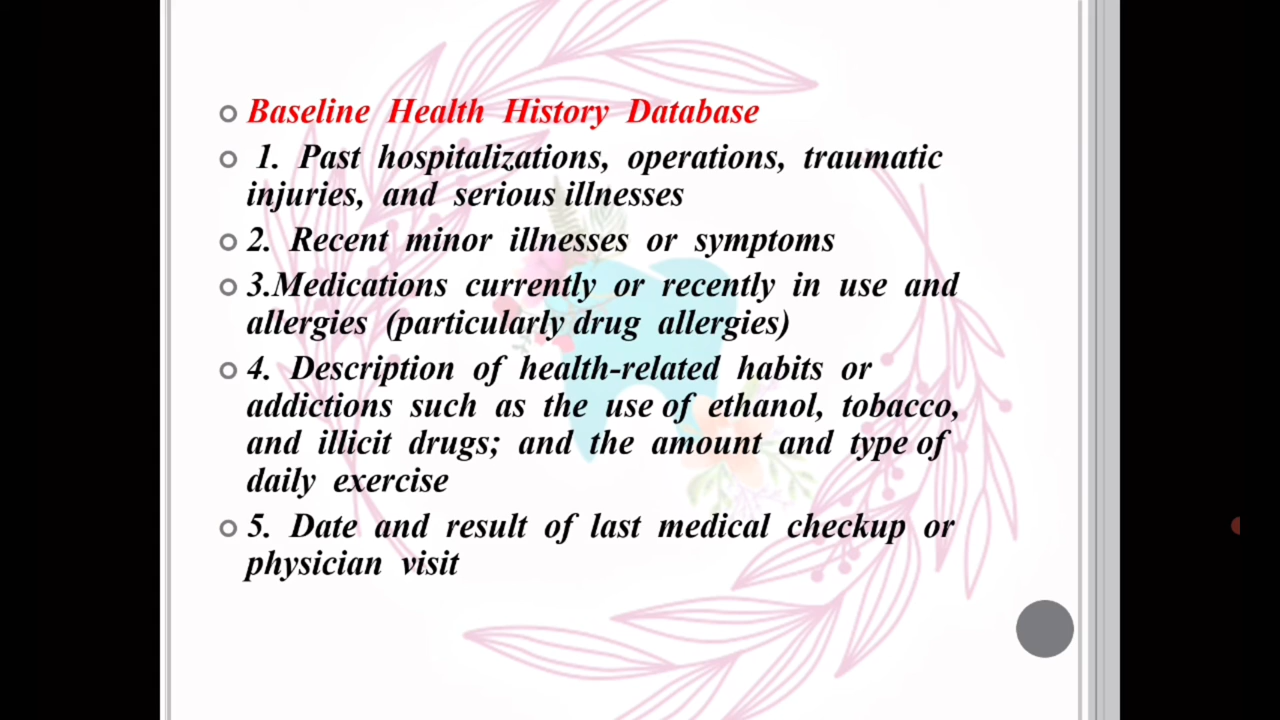 Baseline Health History Database
1. Past hospitalizations, operations, traumatic
injuries, and serious illnesses
2. Recent minor illnesses or symptoms
3.Medications currently or recently in use and
allergies (particularly drug allergies)
4. Description of health-related habits or
addictions such as the use of ethanol, tobacco,
and illicit drugs; and the amount and type of
daily exercise
5. Date and result of last medical checkup or
physician visit